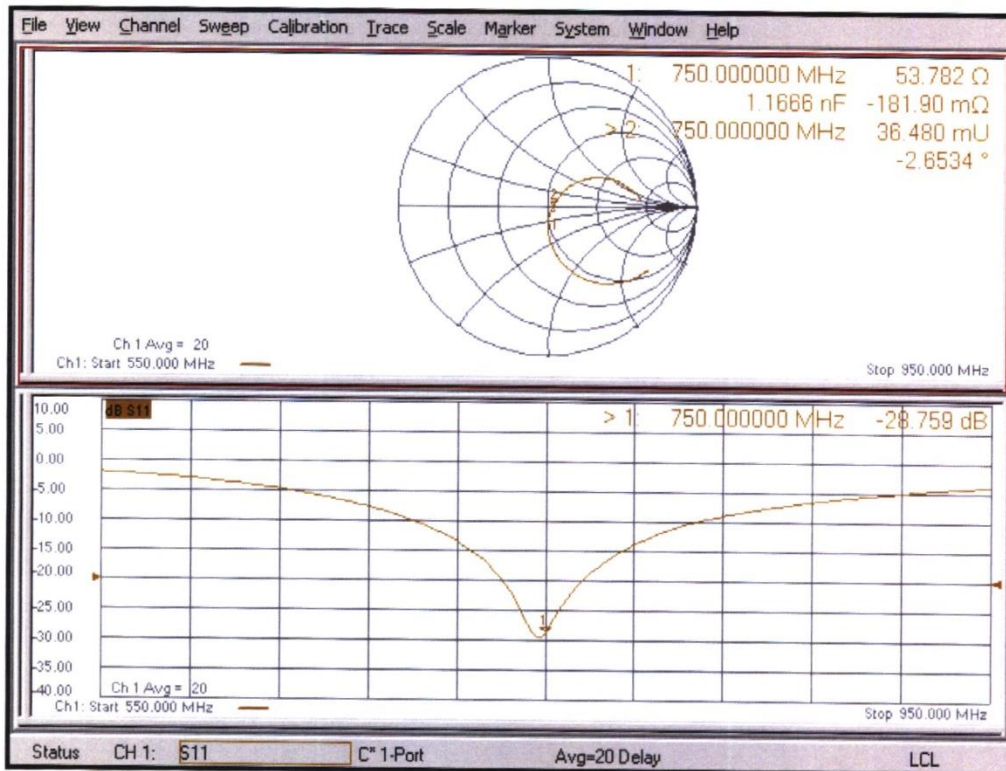 File View Channel Sweep Calibration Trace Scale Marker System Window Help
1: 750.000000 MHz 53.782 Ω
1.1666 nF -181.90 mΩ
> 2: 750.000000 MHz 36.480 mU
-2.6534 °
Ch 1 Avg = 20
Ch1: Start 550.000 MHz
Stop 950.000 MHz
10.00
dB S11
> 1: 750.000000 MHz -28.759 dB
5.00
0.00
-5.00
-10.00
-15.00
-20.00
-25.00
1
-30.00
-35.00
-40.00
Ch 1 Avg = 20
Ch1: Start 550.000 MHz
Stop 950.000 MHz
Status CH 1: S11 C* 1-Port Avg=20 Delay LCL